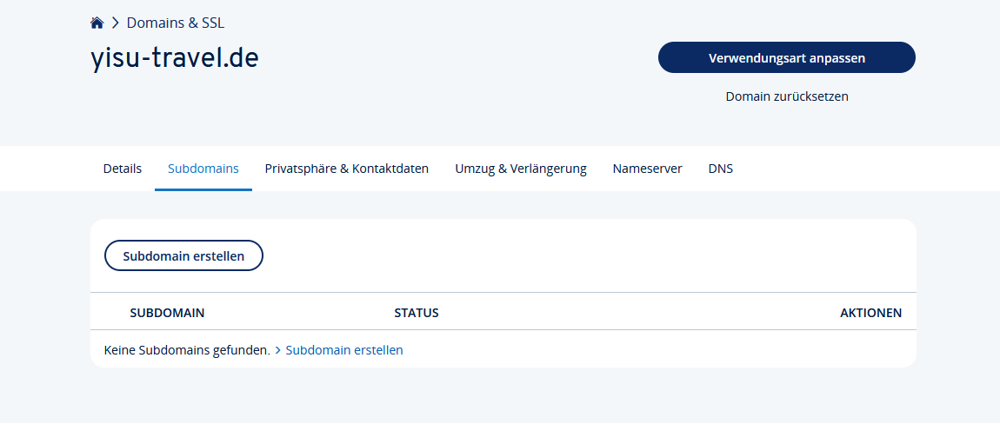 Domains & SSL
yisu-travel.de
Verwendungsart anpassen
Domain zurücksetzen
Details Subdomains Privatsphäre & Kontaktdaten Umzug & Verlängerung Nameserver DNS
Subdomain erstellen
SUBDOMAIN STATUS AKTIONEN
Keine Subdomains gefunden. Subdomain erstellen